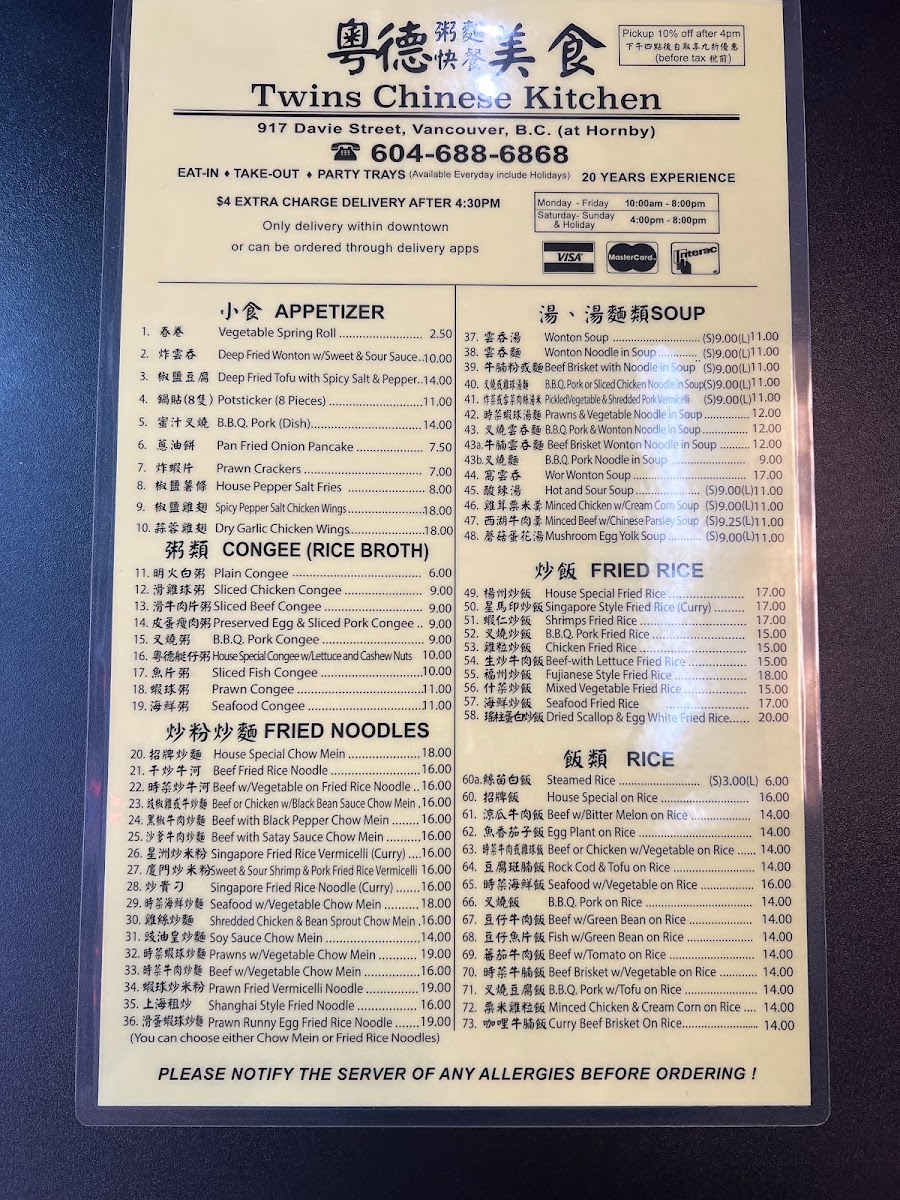 粵德 粥麵快餐 美食
Pickup 10% off after 4pm
下午四點後自取享九折優惠
(before tax 稅前)
Twins Chinese Kitchen
917 Davie Street, Vancouver, B.C. (at Hornby)
☎ 604-688-6868
EAT-IN ♦ TAKE-OUT ♦ PARTY TRAYS (Available Everyday include Holidays) 20 YEARS EXPERIENCE
$4 EXTRA CHARGE DELIVERY AFTER 4:30PM
Only delivery within downtown
or can be ordered through delivery apps
Monday - Friday 10:00am - 8:00pm
Saturday- Sunday & Holiday 4:00pm - 8:00pm
VISA MasterCard Interac
小食 APPETIZER
1. 春卷 Vegetable Spring Roll 2.50
2. 炸雲吞 Deep Fried Wonton w/Sweet & Sour Sauce..10.00
3. 椒鹽豆腐 Deep Fried Tofu with Spicy Salt & Pepper..14.00
4. 鍋貼(8隻) Potsticker (8 Pieces) 11.00
5. 蜜汁叉燒 B.B.Q. Pork (Dish) 14.00
6. 蔥油餅 Pan Fried Onion Pancake 7.50
7. 炸蝦片 Prawn Crackers 7.00
8. 椒鹽薯條 House Pepper Salt Fries 8.00
9. 椒鹽雞翅 Spicy Pepper Salt Chicken Wings 18.00
10. 蒜蓉雞翅 Dry Garlic Chicken Wings 18.00
粥類 CONGEE (RICE BROTH)
11. 明火白粥 Plain Congee 6.00
12. 滑雞球粥 Sliced Chicken Congee 9.00
13. 滑牛肉片粥 Sliced Beef Congee 9.00
14. 皮蛋瘦肉粥 Preserved Egg & Sliced Pork Congee .. 9.00
15. 叉燒粥 B.B.Q. Pork Congee 9.00
16. 粵德艇仔粥 House Special Congee w/Lettuce and Cashew Nuts 10.00
17. 魚片粥 Sliced Fish Congee 10.00
18. 蝦球粥 Prawn Congee 11.00
19. 海鮮粥 Seafood Congee 11.00
炒粉炒麵 FRIED NOODLES
20. 招牌炒麵 House Special Chow Mein 18.00
21. 干炒牛河 Beef Fried Rice Noodle 16.00
22. 時菜炒牛河 Beef w/Vegetable on Fried Rice Noodle .. 16.00
23. 豉椒雞或牛炒麵 Beef or Chicken w/Black Bean Sauce Chow Mein . 16.00
24. 黑椒牛肉炒麵 Beef with Black Pepper Chow Mein 16.00
25. 沙爹牛肉炒麵 Beef with Satay Sauce Chow Mein 16.00
26. 星洲炒米粉 Singapore Fried Rice Vermicelli (Curry) ....16.00
27. 廈門炒米粉 Sweet & Sour Shrimp & Pork Fried Rice Vermicelli 16.00
28. 炒貴刁 Singapore Fried Rice Noodle (Curry) 16.00
29. 時菜海鮮炒麵 Seafood w/Vegetable Chow Mein 18.00
30. 雞絲炒麵 Shredded Chicken & Bean Sprout Chow Mein . 16.00
31. 豉油皇炒麵 Soy Sauce Chow Mein 14.00
32. 時菜蝦球炒麵 Prawns w/Vegetable Chow Mein 19.00
33. 時菜牛肉炒麵 Beef w/Vegetable Chow Mein 16.00
34. 蝦球炒米粉 Prawn Fried Vermicelli Noodle 19.00
35. 上海粗炒 Shanghai Style Fried Noodle 16.00
36. 滑蛋蝦球炒麵 Prawn Runny Egg Fried Rice Noodle 19.00
(You can choose either Chow Mein or Fried Rice Noodles)
湯、湯麵類 SOUP
37. 雲吞湯 Wonton Soup (S)9.00(L)11.00
38. 雲吞麵 Wonton Noodle in Soup (S)9.00(L)11.00
39. 牛腩粉或麵 Beef Brisket with Noodle in Soup (S)9.00(L)11.00
40. 叉燒或雞球湯麵 B.B.Q. Pork or Sliced Chicken Noodle in Soup(S)9.00(L)11.00
41. 炸菜或雪菜肉絲湯米 Pickled Vegetable & Shredded Pork Vermicelli (S)9.00(L)11.00
42. 時菜蝦球湯麵 Prawns & Vegetable Noodle in Soup 12.00
43. 叉燒雲吞麵 B.B.Q. Pork & Wonton Noodle in Soup 12.00
43a. 牛腩雲吞麵 Beef Brisket Wonton Noodle in Soup 12.00
43b. 叉燒麵 B.B.Q. Pork Noodle in Soup 9.00
44. 窩雲吞 Wor Wonton Soup 17.00
45. 酸辣湯 Hot and Sour Soup (S)9.00(L)11.00
46. 雞茸粟米羹 Minced Chicken w/Cream Corn Soup (S)9.00(L)11.00
47. 西湖牛肉羹 Minced Beef w/Chinese Parsley Soup (S)9.25(L)11.00
48. 蘑菇蛋花湯 Mushroom Egg Yolk Soup (S)9.00(L)11.00
炒飯 FRIED RICE
49. 楊州炒飯 House Special Fried Rice 17.00
50. 星馬印炒飯 Singapore Style Fried Rice (Curry) 17.00
51. 蝦仁炒飯 Shrimps Fried Rice 17.00
52. 叉燒炒飯 B.B.Q. Pork Fried Rice 15.00
53. 雞粒炒飯 Chicken Fried Rice 15.00
54. 生炒牛肉飯 Beef-with Lettuce Fried Rice 15.00
55. 福州炒飯 Fujianese Style Fried Rice 18.00
56. 什菜炒飯 Mixed Vegetable Fried Rice 15.00
57. 海鮮炒飯 Seafood Fried Rice 17.00
58. 瑤柱蛋白炒飯 Dried Scallop & Egg White Fried Rice 20.00
飯類 RICE
60a. 絲苗白飯 Steamed Rice (S)3.00(L) 6.00
60. 招牌飯 House Special on Rice 16.00
61. 涼瓜牛肉飯 Beef w/Bitter Melon on Rice 14.00
62. 魚香茄子飯 Egg Plant on Rice 14.00
63. 時菜牛肉或雞球飯 Beef or Chicken w/Vegetable on Rice 14.00
64. 豆腐斑腩飯 Rock Cod & Tofu on Rice 14.00
65. 時菜海鮮飯 Seafood w/Vegetable on Rice 16.00
66. 叉燒飯 B.B.Q. Pork on Rice 14.00
67. 豆仔牛肉飯 Beef w/Green Bean on Rice 14.00
68. 豆仔魚片飯 Fish w/Green Bean on Rice 14.00
69. 蕃茄牛肉飯 Beef w/Tomato on Rice 14.00
70. 時菜牛腩飯 Beef Brisket w/Vegetable on Rice 14.00
71. 叉燒豆腐飯 B.B.Q. Pork w/Tofu on Rice 14.00
72. 粟米雞粒飯 Minced Chicken & Cream Corn on Rice .... 14.00
73. 咖哩牛腩飯 Curry Beef Brisket On Rice 14.00
PLEASE NOTIFY THE SERVER OF ANY ALLERGIES BEFORE ORDERING !